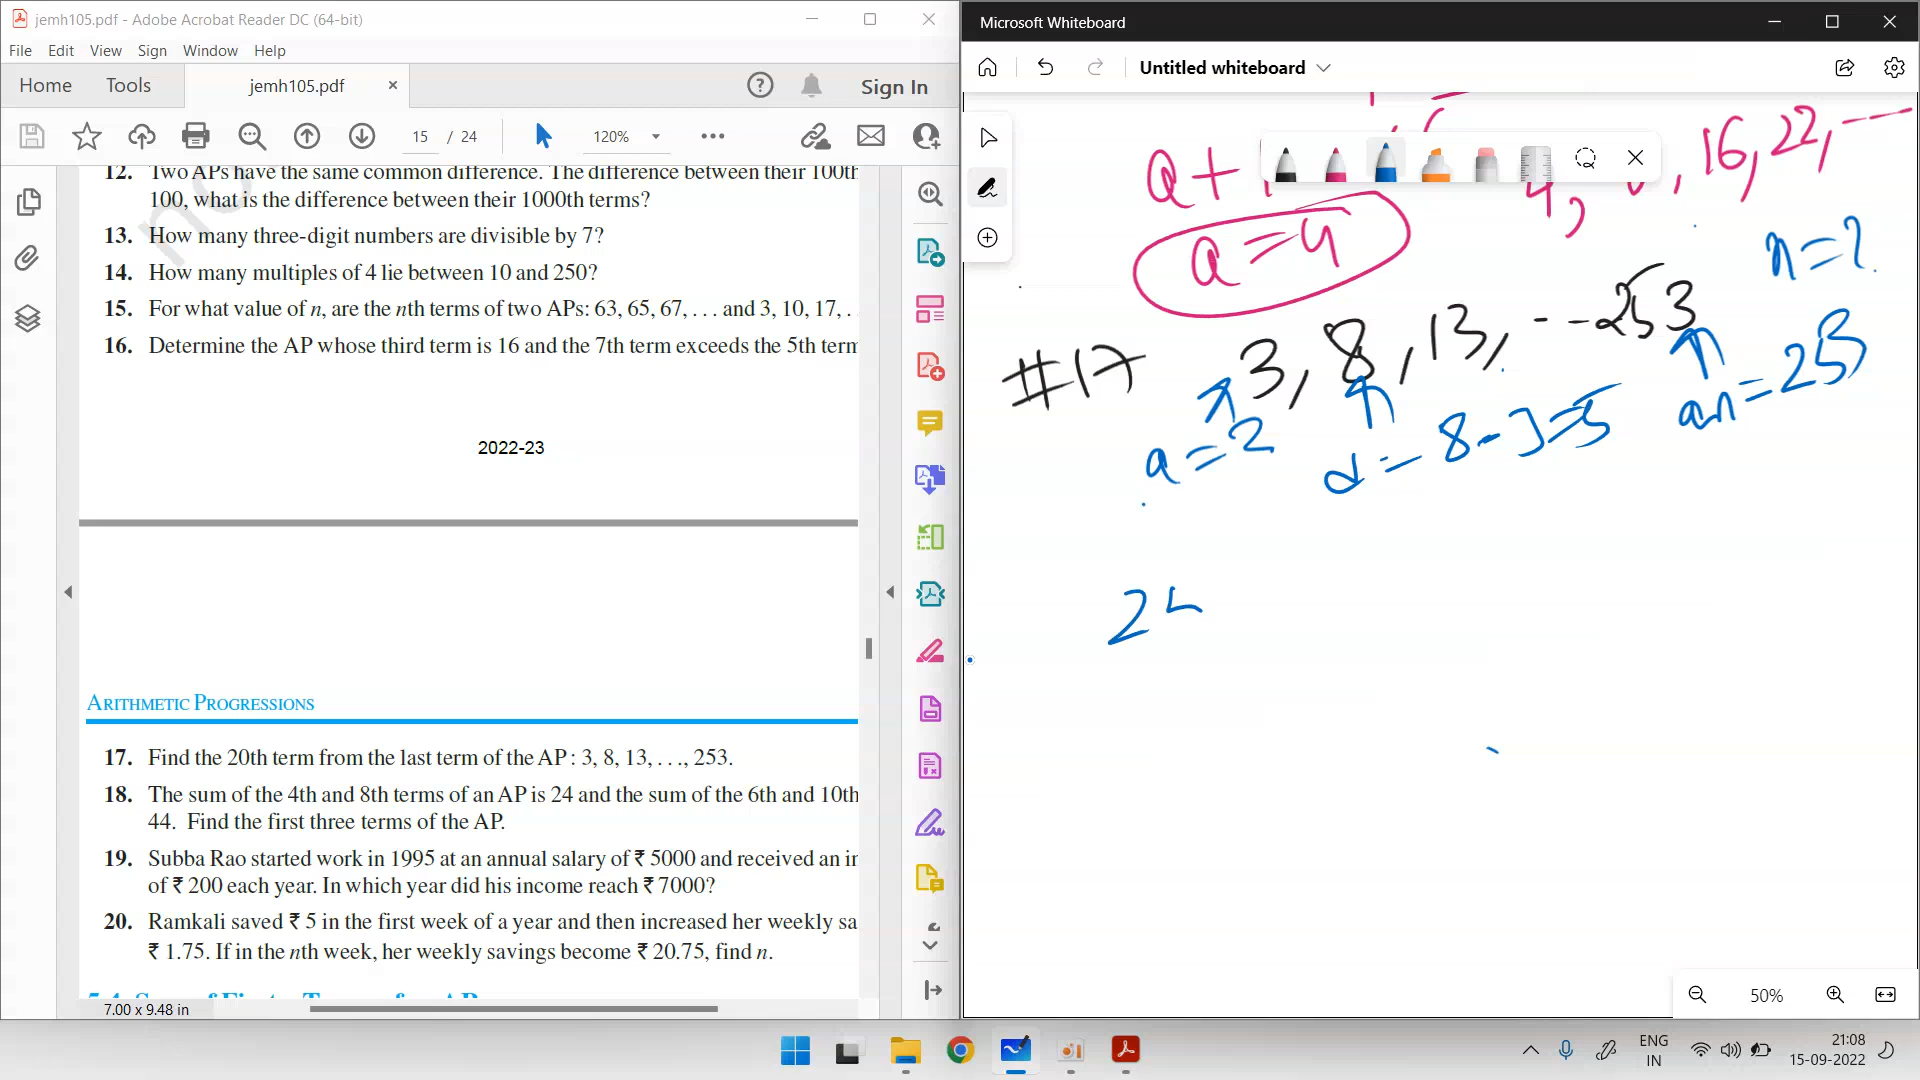 jemh105.pdf - Adobe Acrobat Reader DC (64-bit)
File Edit View Sign Window Help
Home Tools jemh105.pdf × Sign In
15 / 24 120%
12. Two APs have the same common difference. The difference between their 100th
100, what is the difference between their 1000th terms?
13. How many three-digit numbers are divisible by 7?
14. How many multiples of 4 lie between 10 and 250?
15. For what value of n, are the nth terms of two APs: 63, 65, 67, . . . and 3, 10, 17, .
16. Determine the AP whose third term is 16 and the 7th term exceeds the 5th term
2022-23
ARITHMETIC PROGRESSIONS
17. Find the 20th term from the last term of the AP : 3, 8, 13, . . ., 253.
18. The sum of the 4th and 8th terms of an AP is 24 and the sum of the 6th and 10th
44. Find the first three terms of the AP.
19. Subba Rao started work in 1995 at an annual salary of ₹ 5000 and received an in
of ₹ 200 each year. In which year did his income reach ₹ 7000?
20. Ramkali saved ₹ 5 in the first week of a year and then increased her weekly sa
₹ 1.75. If in the nth week, her weekly savings become ₹ 20.75, find n.
7.00 x 9.48 in
Microsoft Whiteboard
Untitled whiteboard
a + 4, , 16, 22, ---
a = 4
n = ?
#17 3, 8, 13, --- 253
a = 2 d = 8 - 3 = 5 an = 253
25
50%
ENG
IN
21:08
15-09-2022